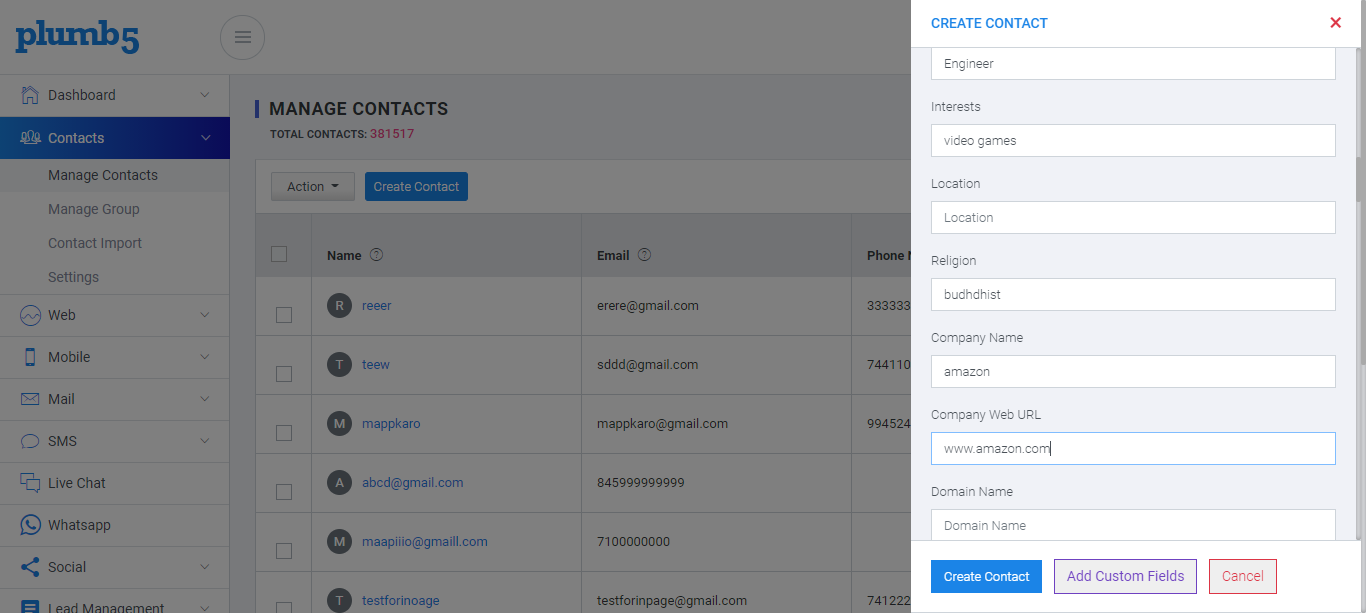 plumb5
Dashboard
Contacts
Manage Contacts
Manage Group
Contact Import
Settings
Web
Mobile
Mail
SMS
Live Chat
Whatsapp
Social
Lead Management
MANAGE CONTACTS
TOTAL CONTACTS: 381517
Action
Create Contact
Name ?
Email ?
Phone
R reeer erere@gmail.com 333333
T teew sddd@gmail.com 744110
M mappkaro mappkaro@gmail.com 994524
A abcd@gmail.com 845999999999
M maapiiio@gmaill.com 7100000000
T testforinoage testforinpage@gmail.com 741222
CREATE CONTACT
Engineer
Interests
video games
Location
Location
Religion
budhdhist
Company Name
amazon
Company Web URL
www.amazon.com
Domain Name
Domain Name
Create Contact
Add Custom Fields
Cancel